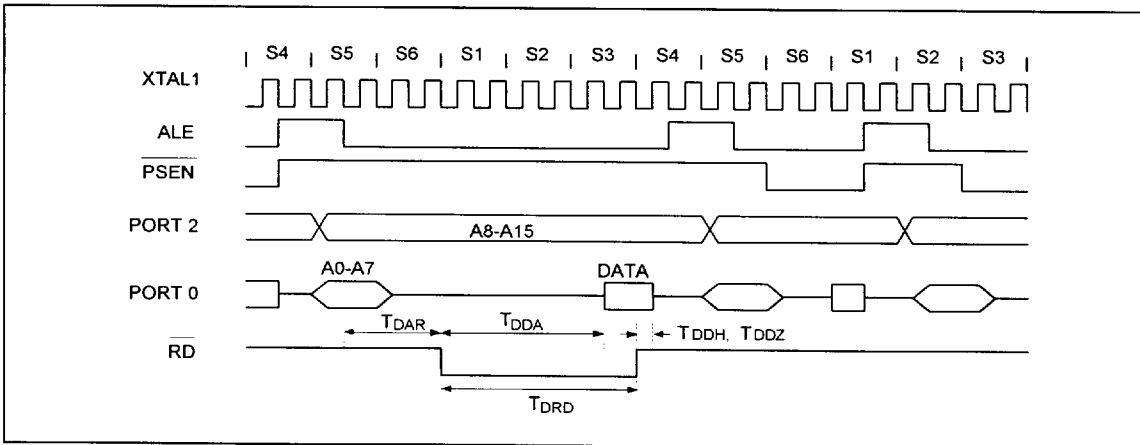 S4 S5 S6 S1 S2 S3 S4 S5 S6 S1 S2 S3
XTAL1
ALE
PSEN
PORT 2
A8-A15
A0-A7
DATA
PORT 0
TDAR
TDDA
TDDH, TDDZ
RD
TDRD